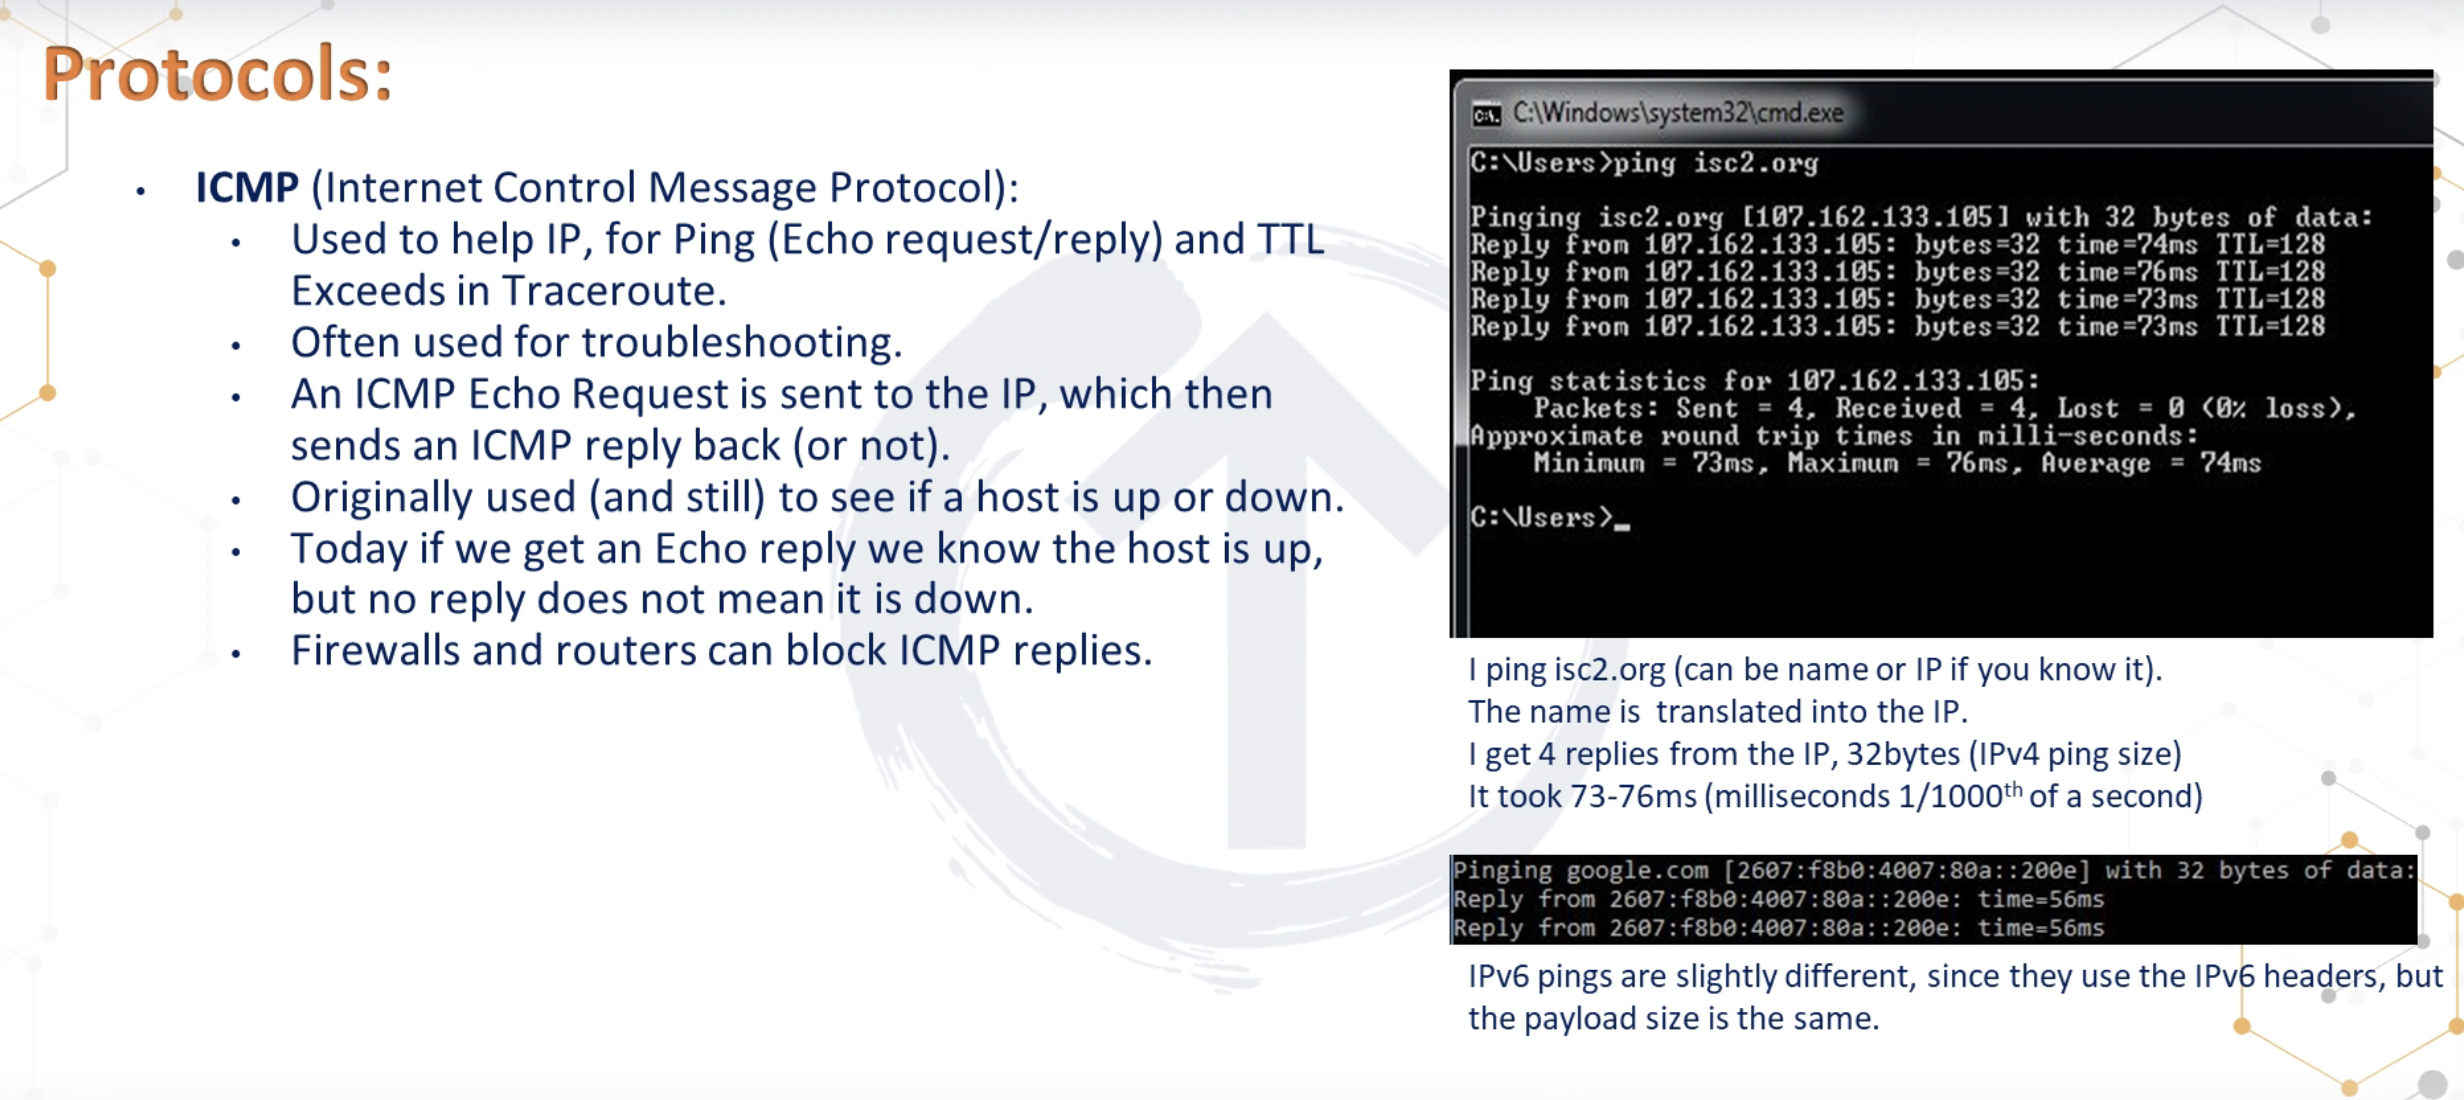 Protocols:
• ICMP (Internet Control Message Protocol):
• Used to help IP, for Ping (Echo request/reply) and TTL
Exceeds in Traceroute.
• Often used for troubleshooting.
• An ICMP Echo Request is sent to the IP, which then
sends an ICMP reply back (or not).
• Originally used (and still) to see if a host is up or down.
• Today if we get an Echo reply we know the host is up,
but no reply does not mean it is down.
• Firewalls and routers can block ICMP replies.
C:\Windows\system32\cmd.exe
C:\Users>ping isc2.org
Pinging isc2.org [107.162.133.105] with 32 bytes of data:
Reply from 107.162.133.105: bytes=32 time=74ms TTL=128
Reply from 107.162.133.105: bytes=32 time=76ms TTL=128
Reply from 107.162.133.105: bytes=32 time=73ms TTL=128
Reply from 107.162.133.105: bytes=32 time=73ms TTL=128
Ping statistics for 107.162.133.105:
Packets: Sent = 4, Received = 4, Lost = 0 (0% loss),
Approximate round trip times in milli-seconds:
Minimum = 73ms, Maximum = 76ms, Average = 74ms
C:\Users>_
I ping isc2.org (can be name or IP if you know it).
The name is translated into the IP.
I get 4 replies from the IP, 32bytes (IPv4 ping size)
It took 73-76ms (milliseconds 1/1000th of a second)
Pinging google.com [2607:f8b0:4007:80a::200e] with 32 bytes of data:
Reply from 2607:f8b0:4007:80a::200e: time=56ms
Reply from 2607:f8b0:4007:80a::200e: time=56ms
IPv6 pings are slightly different, since they use the IPv6 headers, but
the payload size is the same.